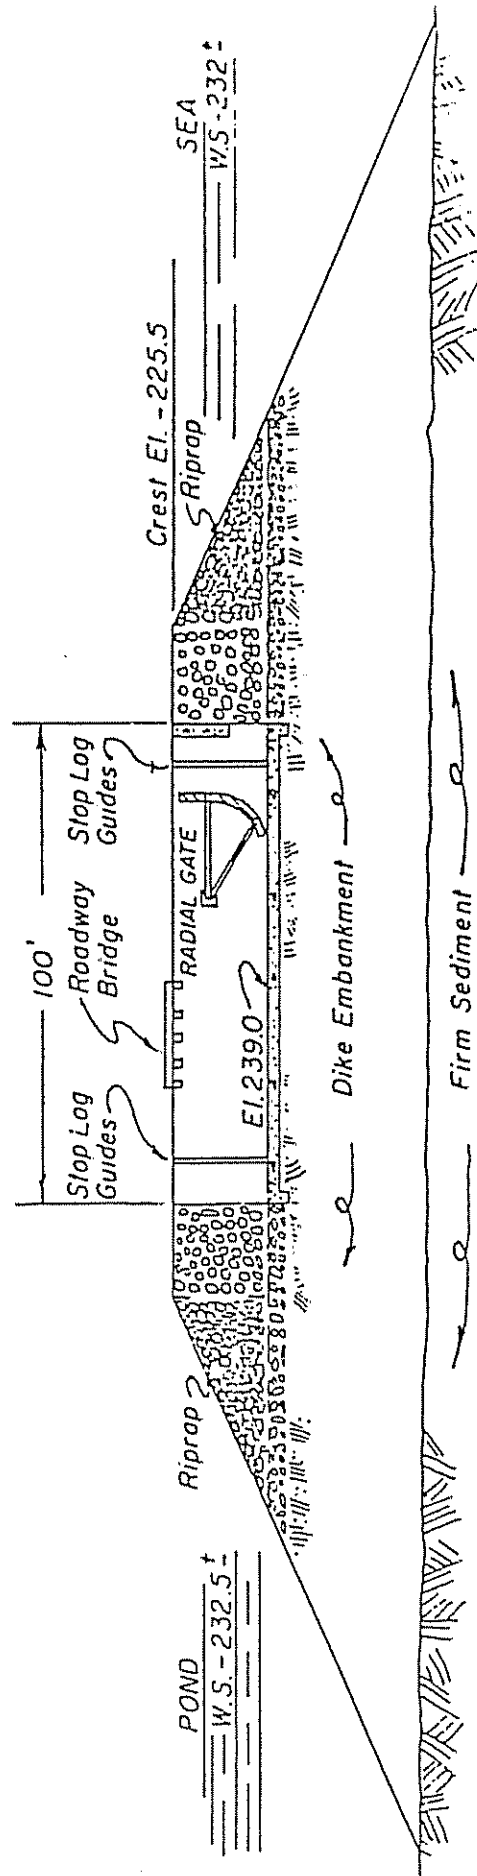 100'
Stop Log
Guides
Roadway
Bridge
Stop Log
Guides
Crest El. -225.5
SEA
W.S -232±
POND
W.S. -232.5±
Riprap
Riprap
RADIAL GATE
El.239.0
Dike Embankment
Firm Sediment